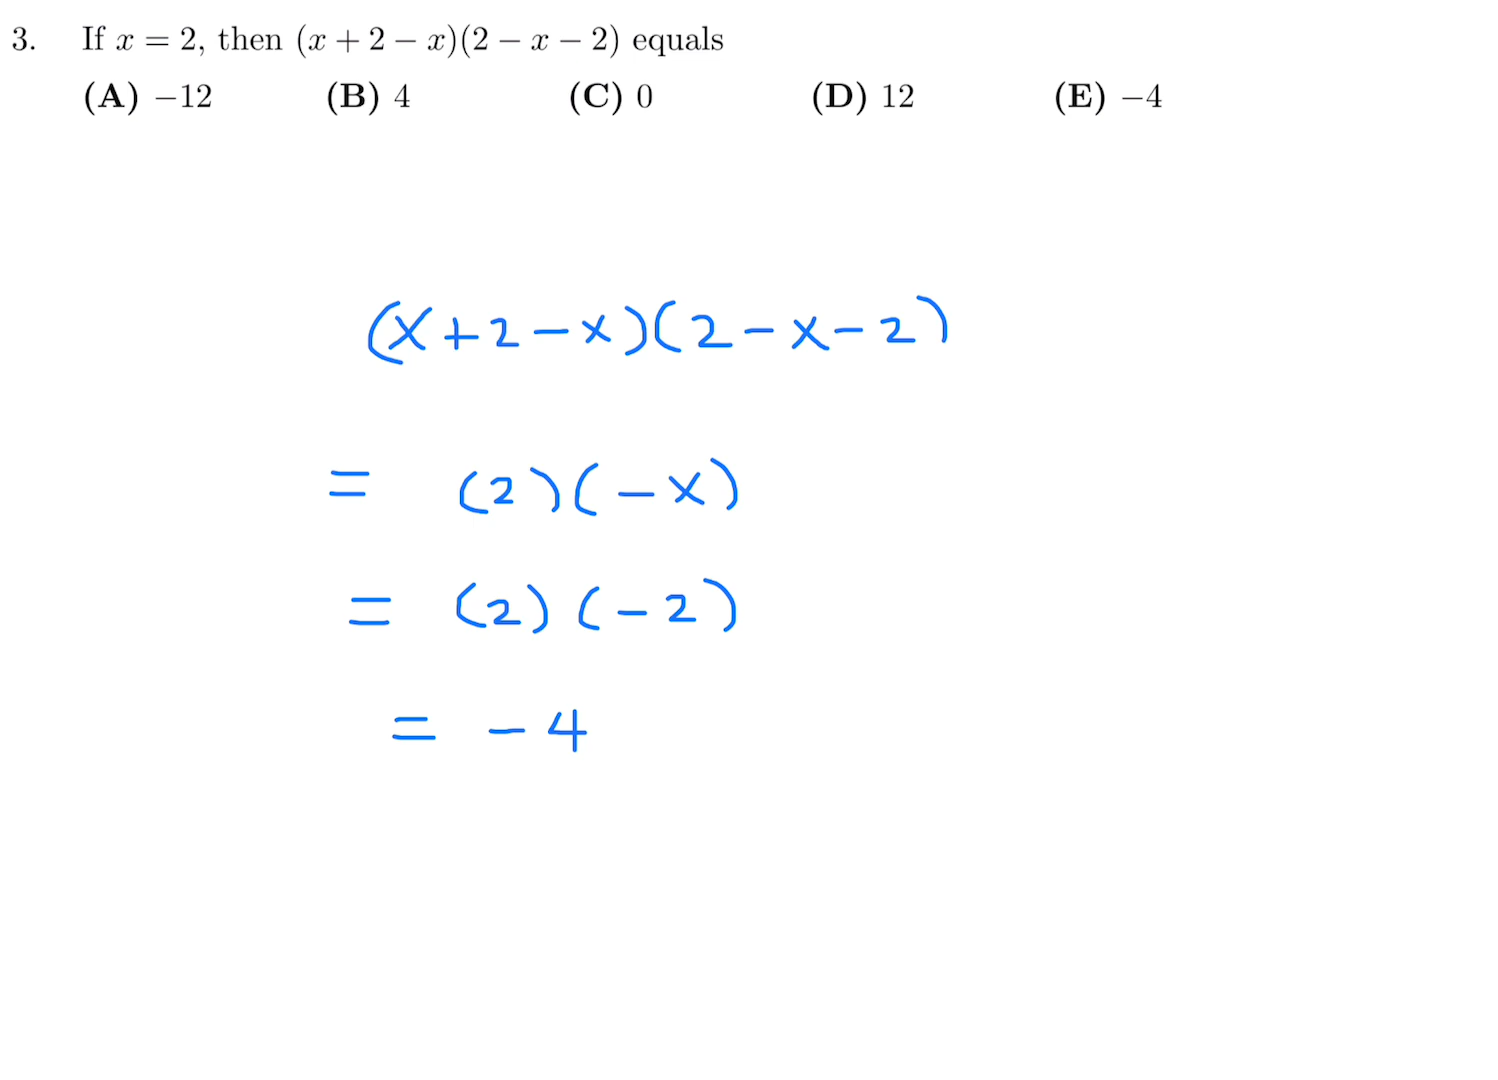 3. If x = 2, then (x + 2 − x)(2 − x − 2) equals
(A) −12 (B) 4 (C) 0 (D) 12 (E) −4
(x+2−x)(2−x−2)
= (2)(−x)
= (2)(−2)
= −4